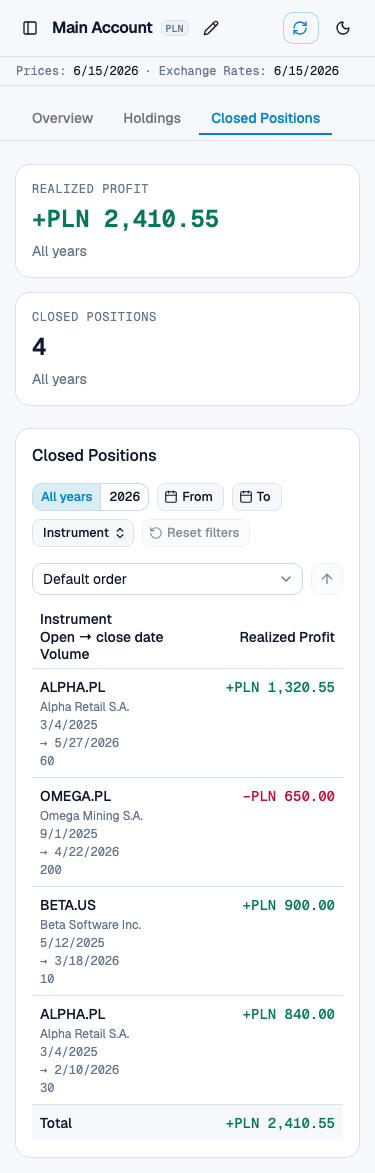 Main Account PLN
Prices: 6/15/2026 · Exchange Rates: 6/15/2026
Overview Holdings Closed Positions
REALIZED PROFIT
+PLN 2,410.55
All years
CLOSED POSITIONS
4
All years
Closed Positions
All years 2026 From To
Instrument Reset filters
Default order
Instrument
Open → close date Realized Profit
Volume
ALPHA.PL +PLN 1,320.55
Alpha Retail S.A.
3/4/2025
→ 5/27/2026
60
OMEGA.PL −PLN 650.00
Omega Mining S.A.
9/1/2025
→ 4/22/2026
200
BETA.US +PLN 900.00
Beta Software Inc.
5/12/2025
→ 3/18/2026
10
ALPHA.PL +PLN 840.00
Alpha Retail S.A.
3/4/2025
→ 2/10/2026
30
Total +PLN 2,410.55